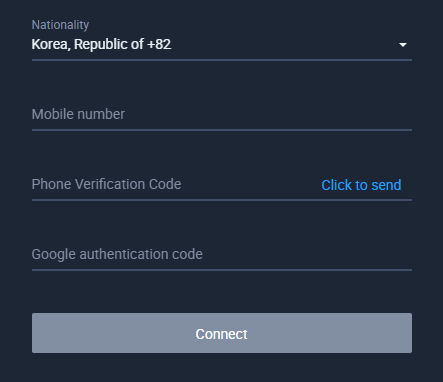 Nationality
Korea, Republic of +82
Mobile number
Phone Verification Code Click to send
Google authentication code
Connect